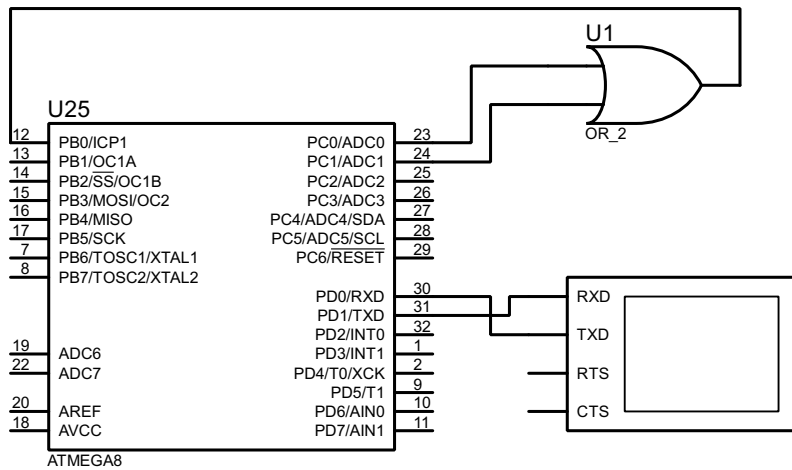 U1
OR_2
U25
12 PB0/ICP1
13 PB1/OC1A
14 PB2/SS/OC1B
15 PB3/MOSI/OC2
16 PB4/MISO
17 PB5/SCK
7 PB6/TOSC1/XTAL1
8 PB7/TOSC2/XTAL2
19 ADC6
22 ADC7
20 AREF
18 AVCC
PC0/ADC0 23
PC1/ADC1 24
PC2/ADC2 25
PC3/ADC3 26
PC4/ADC4/SDA 27
PC5/ADC5/SCL 28
PC6/RESET 29
PD0/RXD 30
PD1/TXD 31
PD2/INT0 32
PD3/INT1 1
PD4/T0/XCK 2
PD5/T1 9
PD6/AIN0 10
PD7/AIN1 11
ATMEGA8
RXD
TXD
RTS
CTS